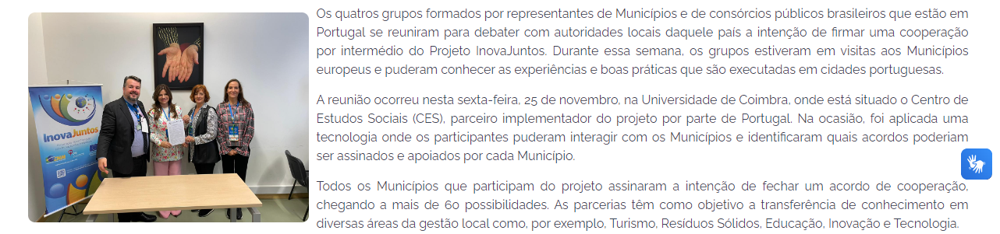 Os quatro grupos formados por representantes de Municípios e de consórcios públicos brasileiros que estão em
Portugal se reuniram para debater com autoridades locais daquele país a intenção de firmar uma cooperação
por intermédio do Projeto InovaJuntos. Durante essa semana, os grupos estiveram em visitas aos Municípios
europeus e puderam conhecer as experiências e boas práticas que são executadas em cidades portuguesas.
A reunião ocorreu nesta sexta-feira, 25 de novembro, na Universidade de Coimbra, onde está situado o Centro de
Estudos Sociais (CES), parceiro implementador do projeto por parte de Portugal. Na ocasião, foi aplicada uma
tecnologia onde os participantes puderam interagir com os Municípios e identificaram quais acordos poderiam
ser assinados e apoiados por cada Município.
Todos os Municípios que participam do projeto assinaram a intenção de fechar um acordo de cooperação,
chegando a mais de 60 possibilidades. As parcerias têm como objetivo a transferência de conhecimento em
diversas áreas da gestão local como, por exemplo, Turismo, Resíduos Sólidos, Educação, Inovação e Tecnologia.
InovaJuntos